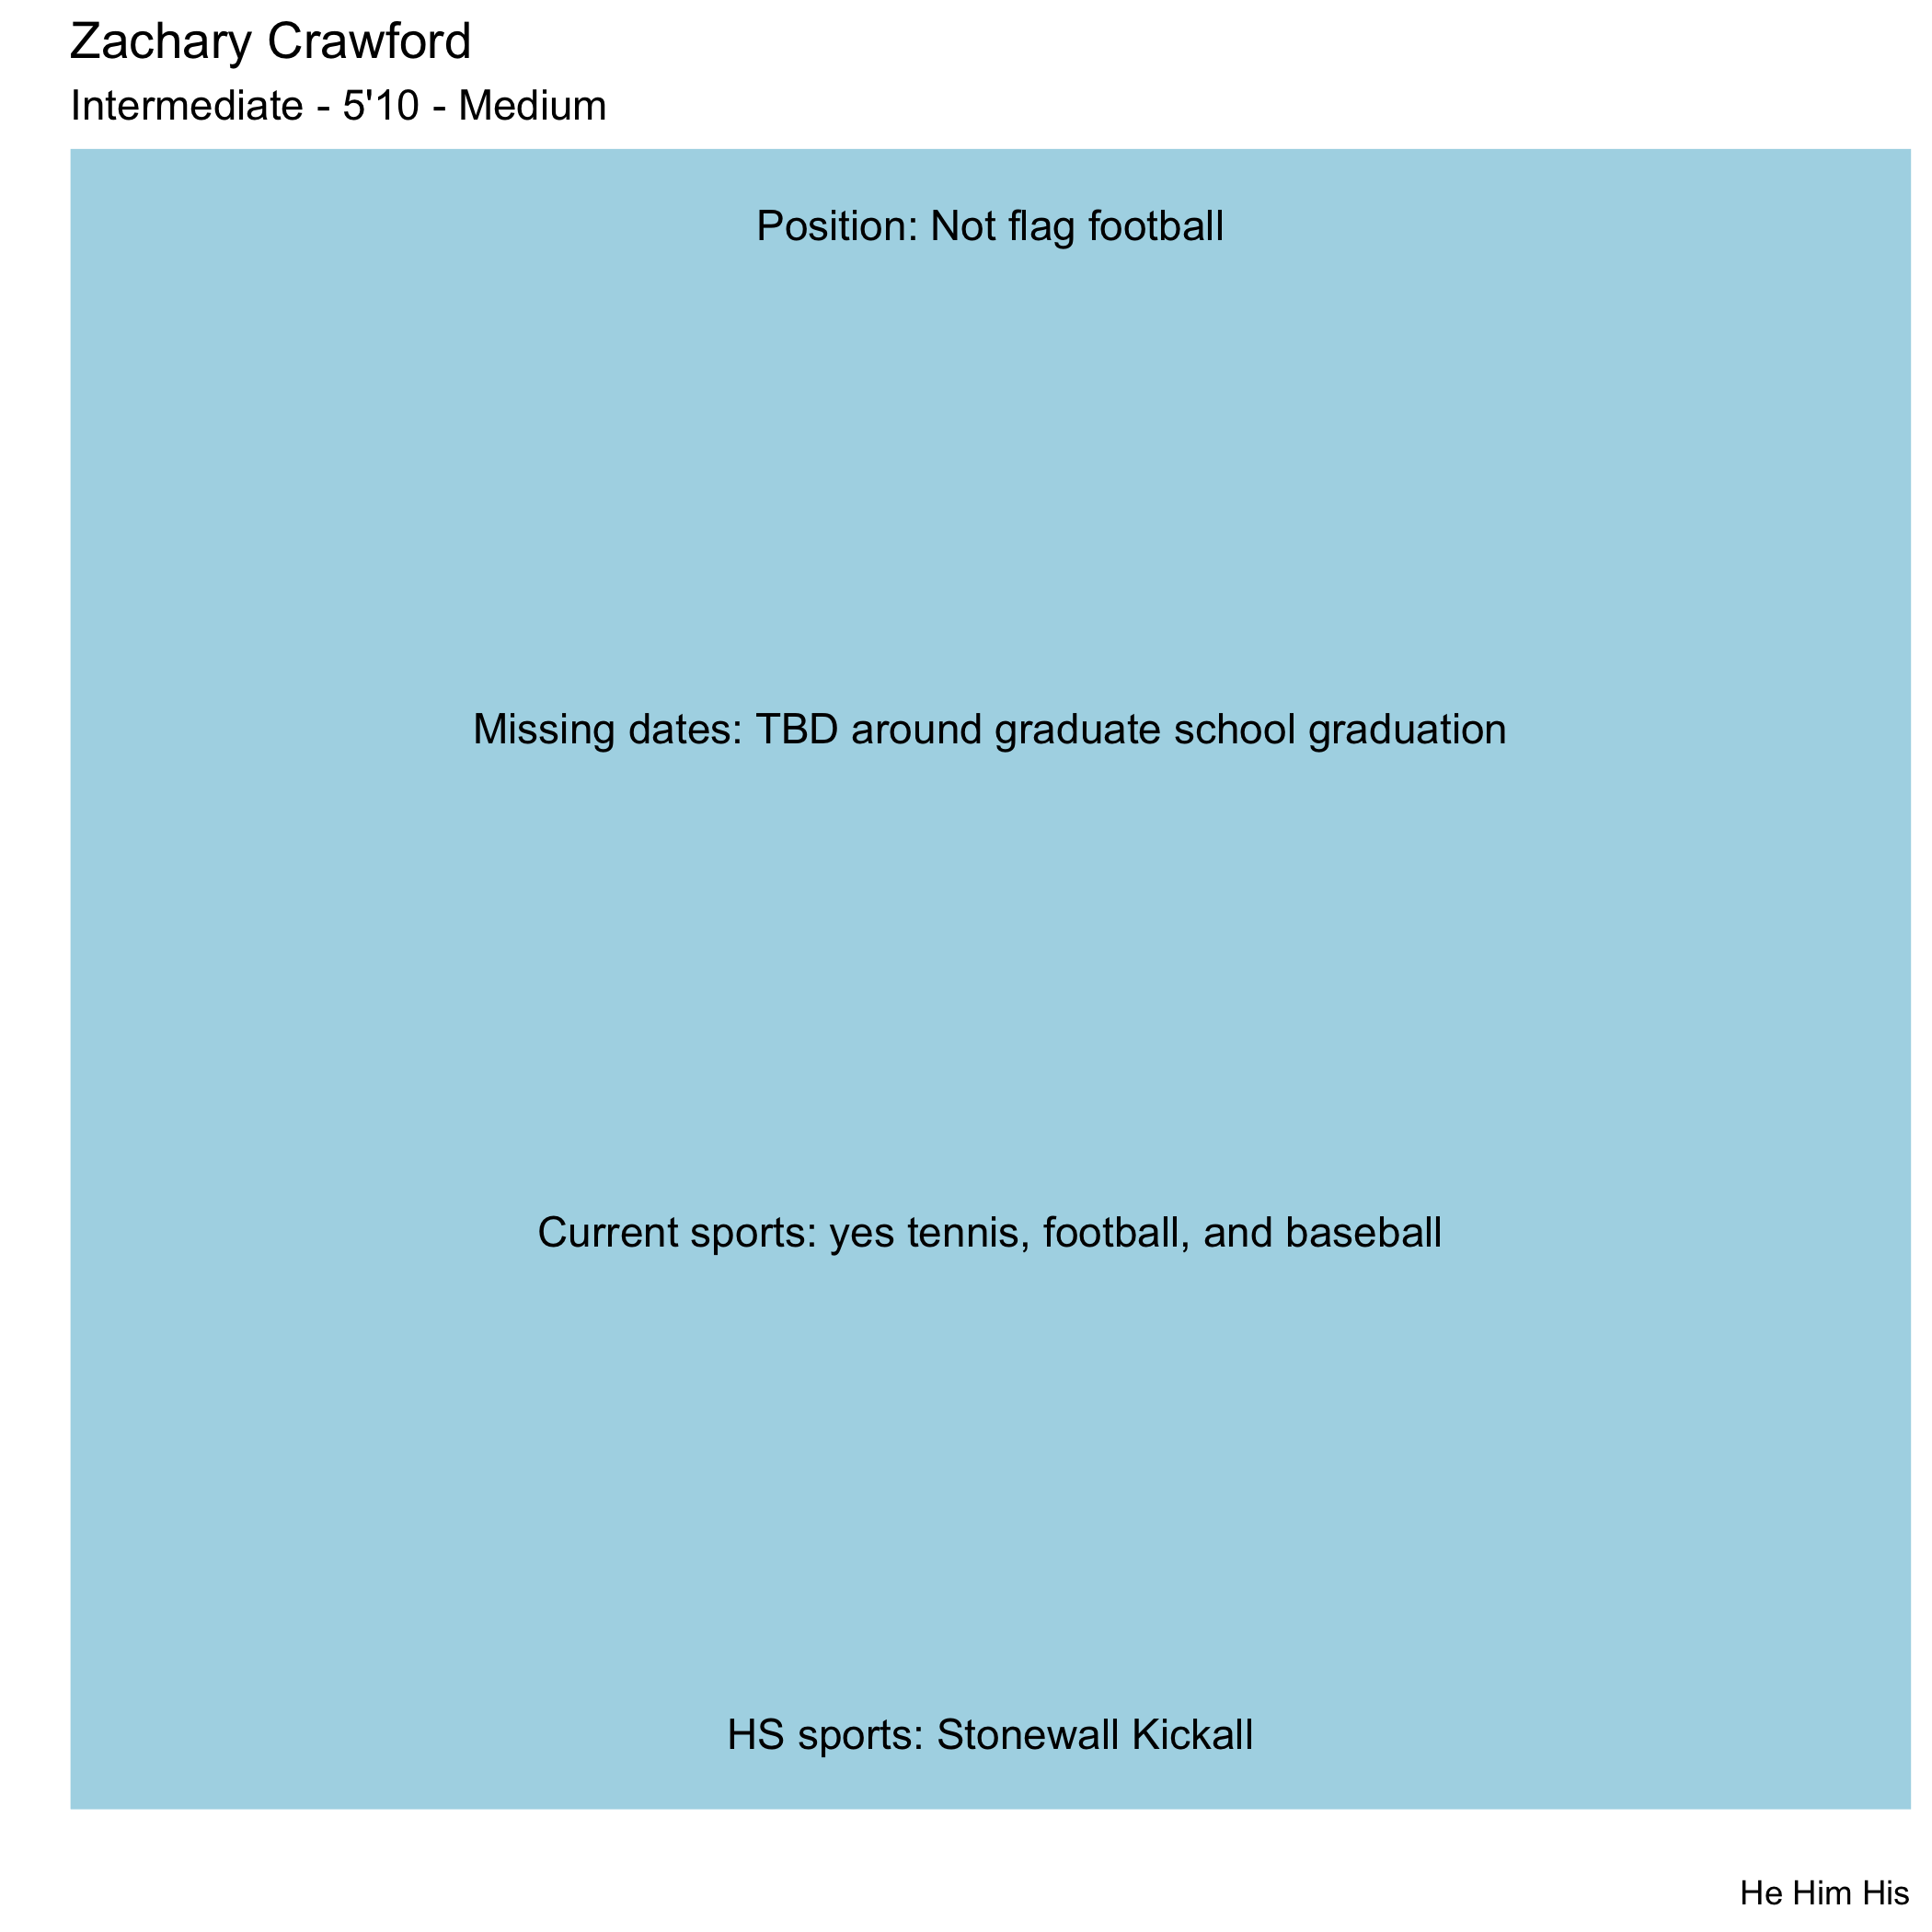 Zachary Crawford
Intermediate - 5'10 - Medium
Position: Not flag football
Missing dates: TBD around graduate school graduation
Current sports: yes tennis, football, and baseball
HS sports: Stonewall Kickall
He Him His